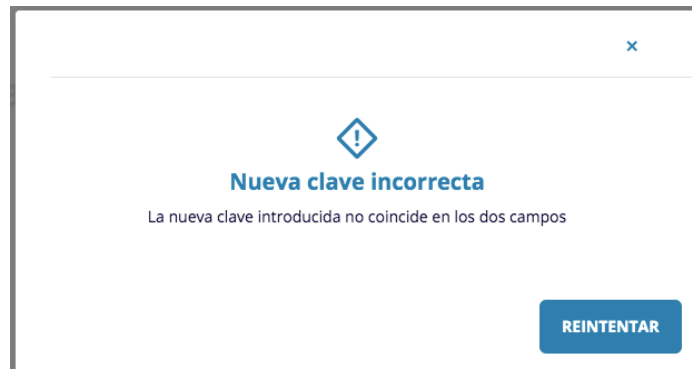 Nueva clave incorrecta
La nueva clave introducida no coincide en los dos campos
REINTENTAR